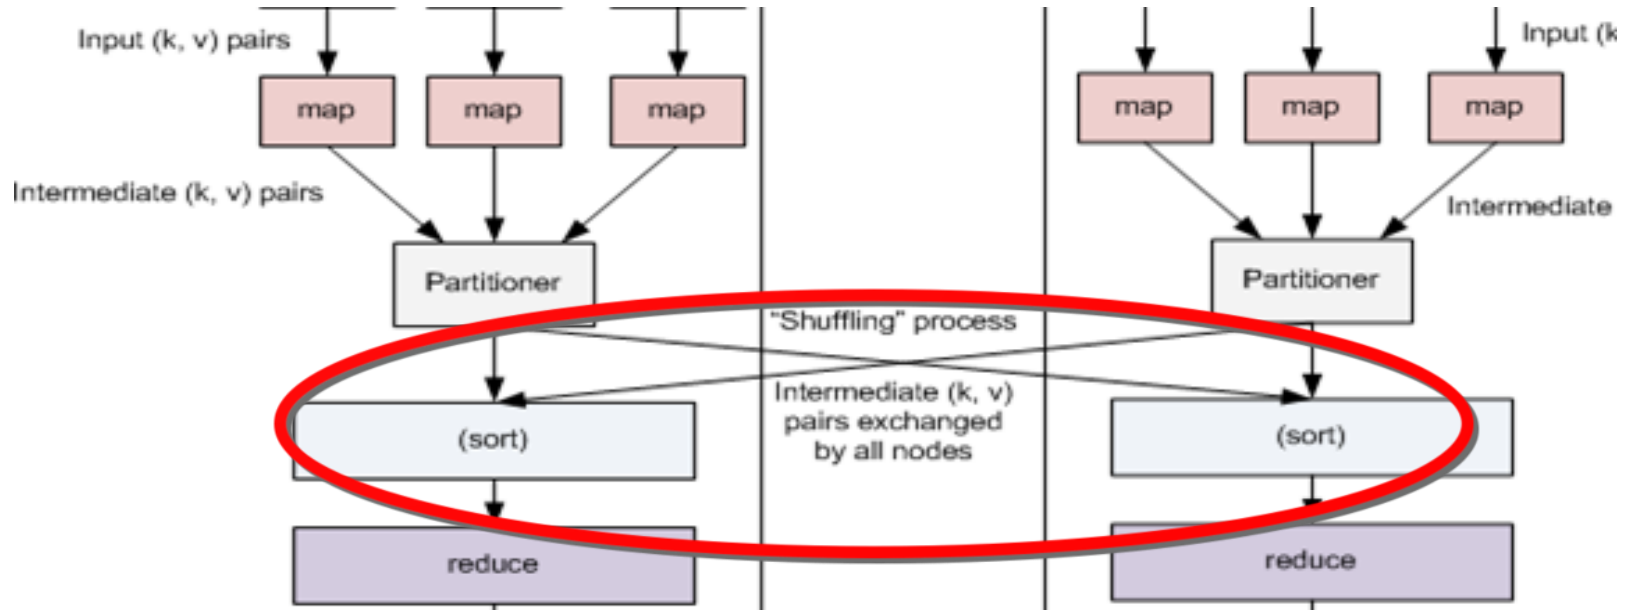 Input (k, v) pairs
Input (k
map
map
map
map
map
map
Intermediate (k, v) pairs
Intermediate
Partitioner
Partitioner
"Shuffling" process
Intermediate (k, v)
pairs exchanged
by all nodes
(sort)
(sort)
reduce
reduce